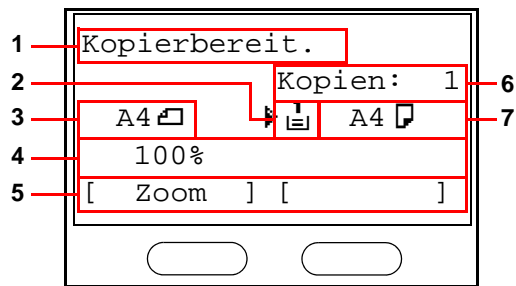 1 Kopierbereit.
2 Kopien: 1 6
3 A4 A4 7
4 100%
5 [ Zoom ] [ ]